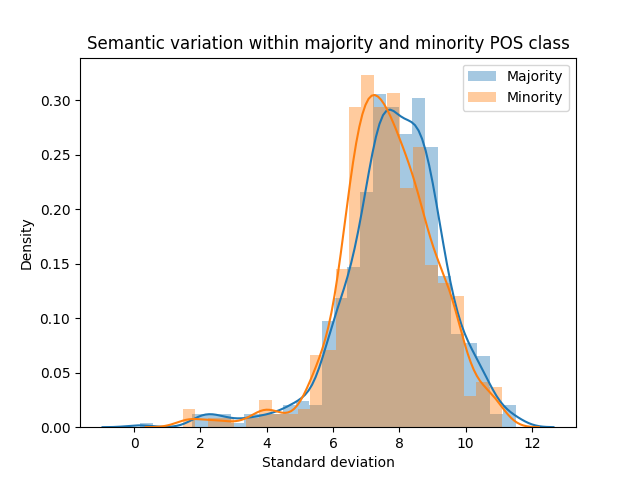 Semantic variation within majority and minority POS class
Majority
Minority
0.30
0.25
0.20
0.15
0.10
0.05
0.00
Density
0 2 4 6 8 10 12
Standard deviation